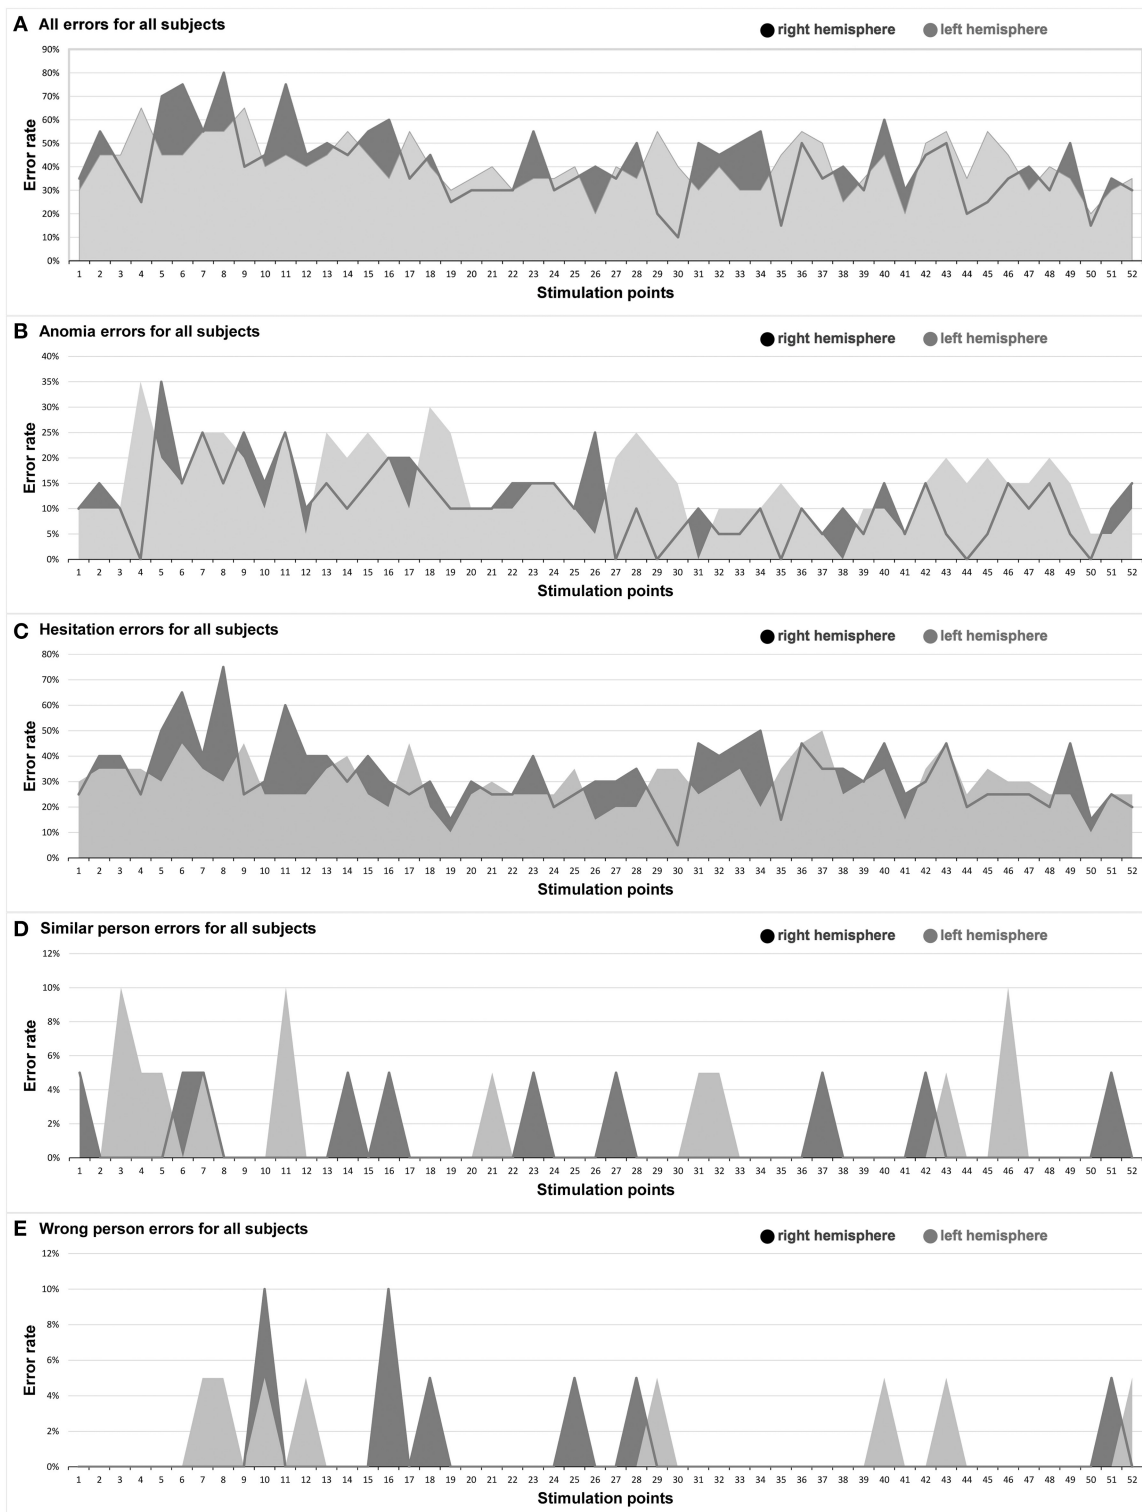 A All errors for all subjects
right hemisphere left hemisphere
90%
80%
70%
60%
50%
40%
30%
20%
10%
0%
Error rate
1 2 3 4 5 6 7 8 9 10 11 12 13 14 15 16 17 18 19 20 21 22 23 24 25 26 27 28 29 30 31 32 33 34 35 36 37 38 39 40 41 42 43 44 45 46 47 48 49 50 51 52
Stimulation points
B Anomia errors for all subjects
right hemisphere left hemisphere
40%
35%
30%
25%
20%
15%
10%
5%
0%
Error rate
1 2 3 4 5 6 7 8 9 10 11 12 13 14 15 16 17 18 19 20 21 22 23 24 25 26 27 28 29 30 31 32 33 34 35 36 37 38 39 40 41 42 43 44 45 46 47 48 49 50 51 52
Stimulation points
C Hesitation errors for all subjects
right hemisphere left hemisphere
80%
70%
60%
50%
40%
30%
20%
10%
0%
Error rate
1 2 3 4 5 6 7 8 9 10 11 12 13 14 15 16 17 18 19 20 21 22 23 24 25 26 27 28 29 30 31 32 33 34 35 36 37 38 39 40 41 42 43 44 45 46 47 48 49 50 51 52
Stimulation points
D Similar person errors for all subjects
right hemisphere left hemisphere
12%
10%
8%
6%
4%
2%
0%
Error rate
1 2 3 4 5 6 7 8 9 10 11 12 13 14 15 16 17 18 19 20 21 22 23 24 25 26 27 28 29 30 31 32 33 34 35 36 37 38 39 40 41 42 43 44 45 46 47 48 49 50 51 52
Stimulation points
E Wrong person errors for all subjects
right hemisphere left hemisphere
12%
10%
8%
6%
4%
2%
0%
Error rate
1 2 3 4 5 6 7 8 9 10 11 12 13 14 15 16 17 18 19 20 21 22 23 24 25 26 27 28 29 30 31 32 33 34 35 36 37 38 39 40 41 42 43 44 45 46 47 48 49 50 51 52
Stimulation points